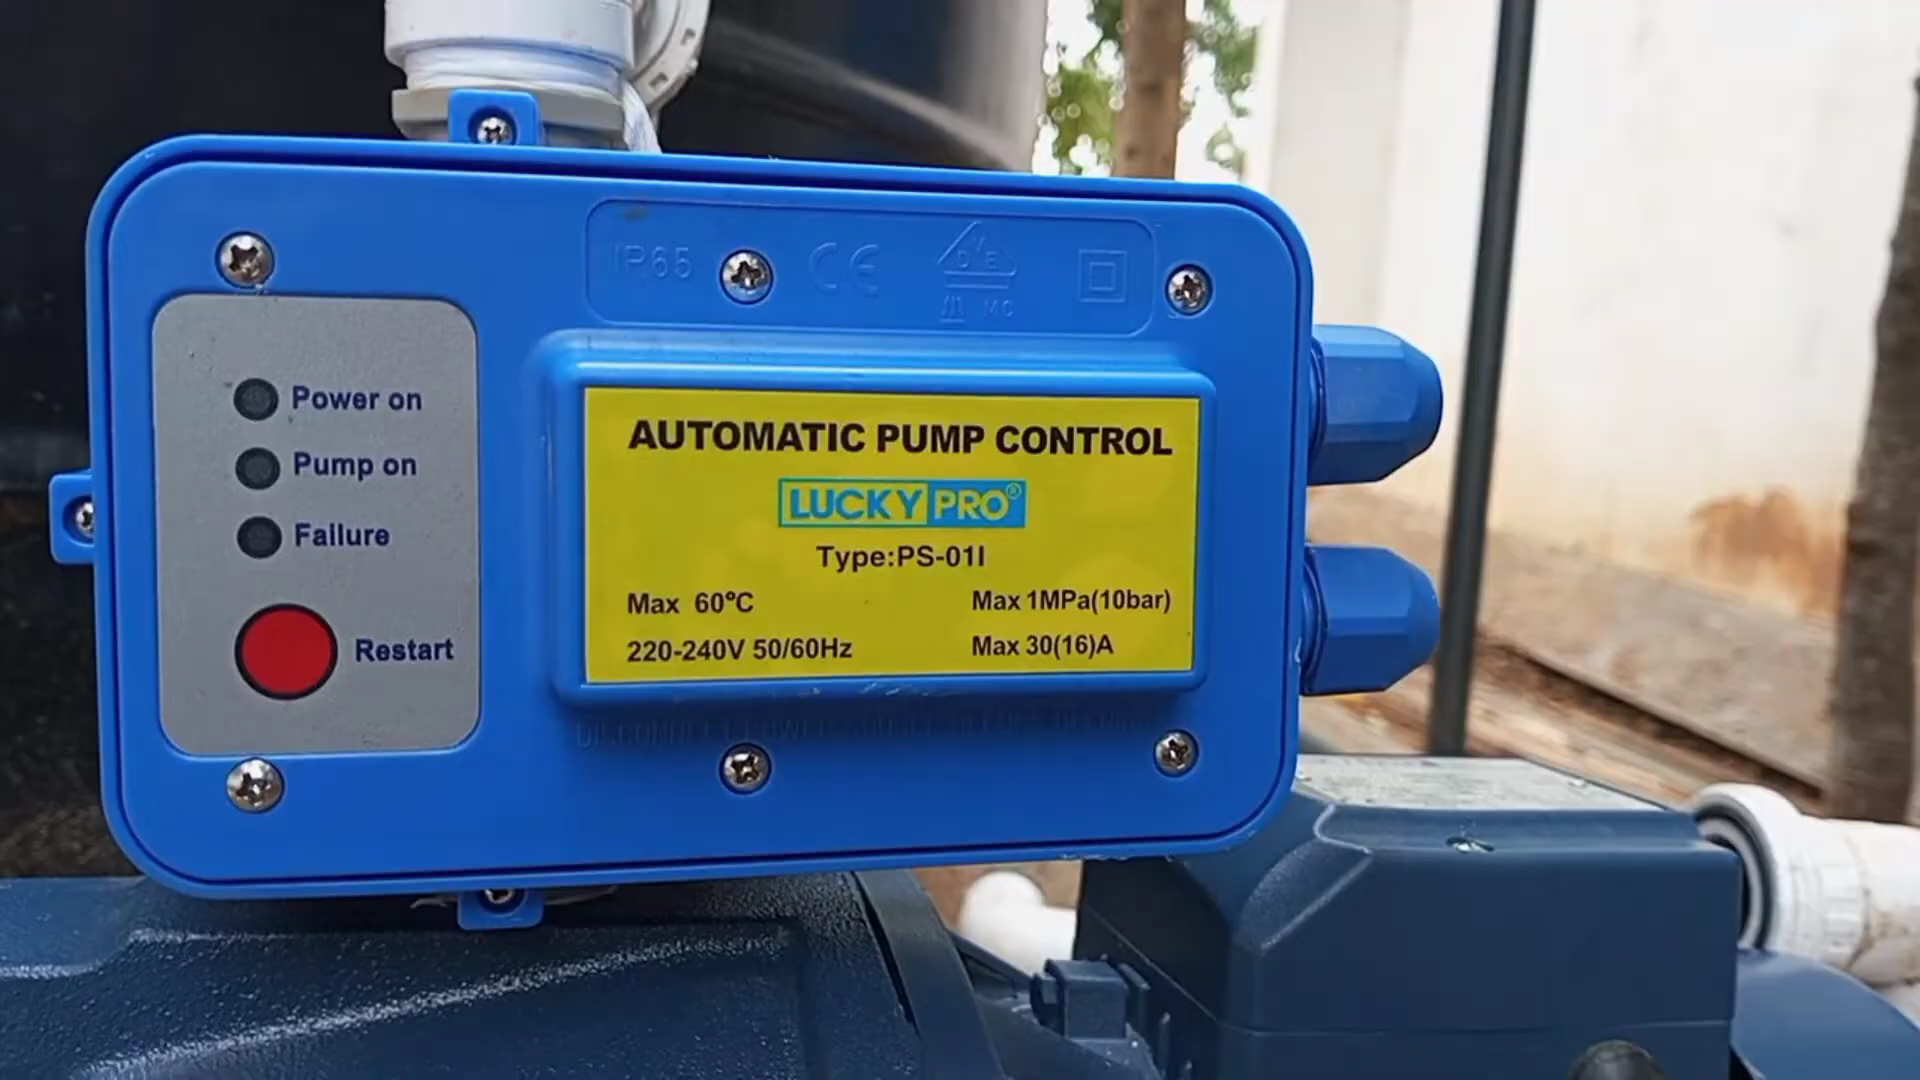 IP65 CE
Power on
Pump on
Failure
Restart
AUTOMATIC PUMP CONTROL
LUCKY PRO®
Type:PS-01I
Max 60°C
Max 1MPa(10bar)
220-240V 50/60Hz
Max 30(16)A